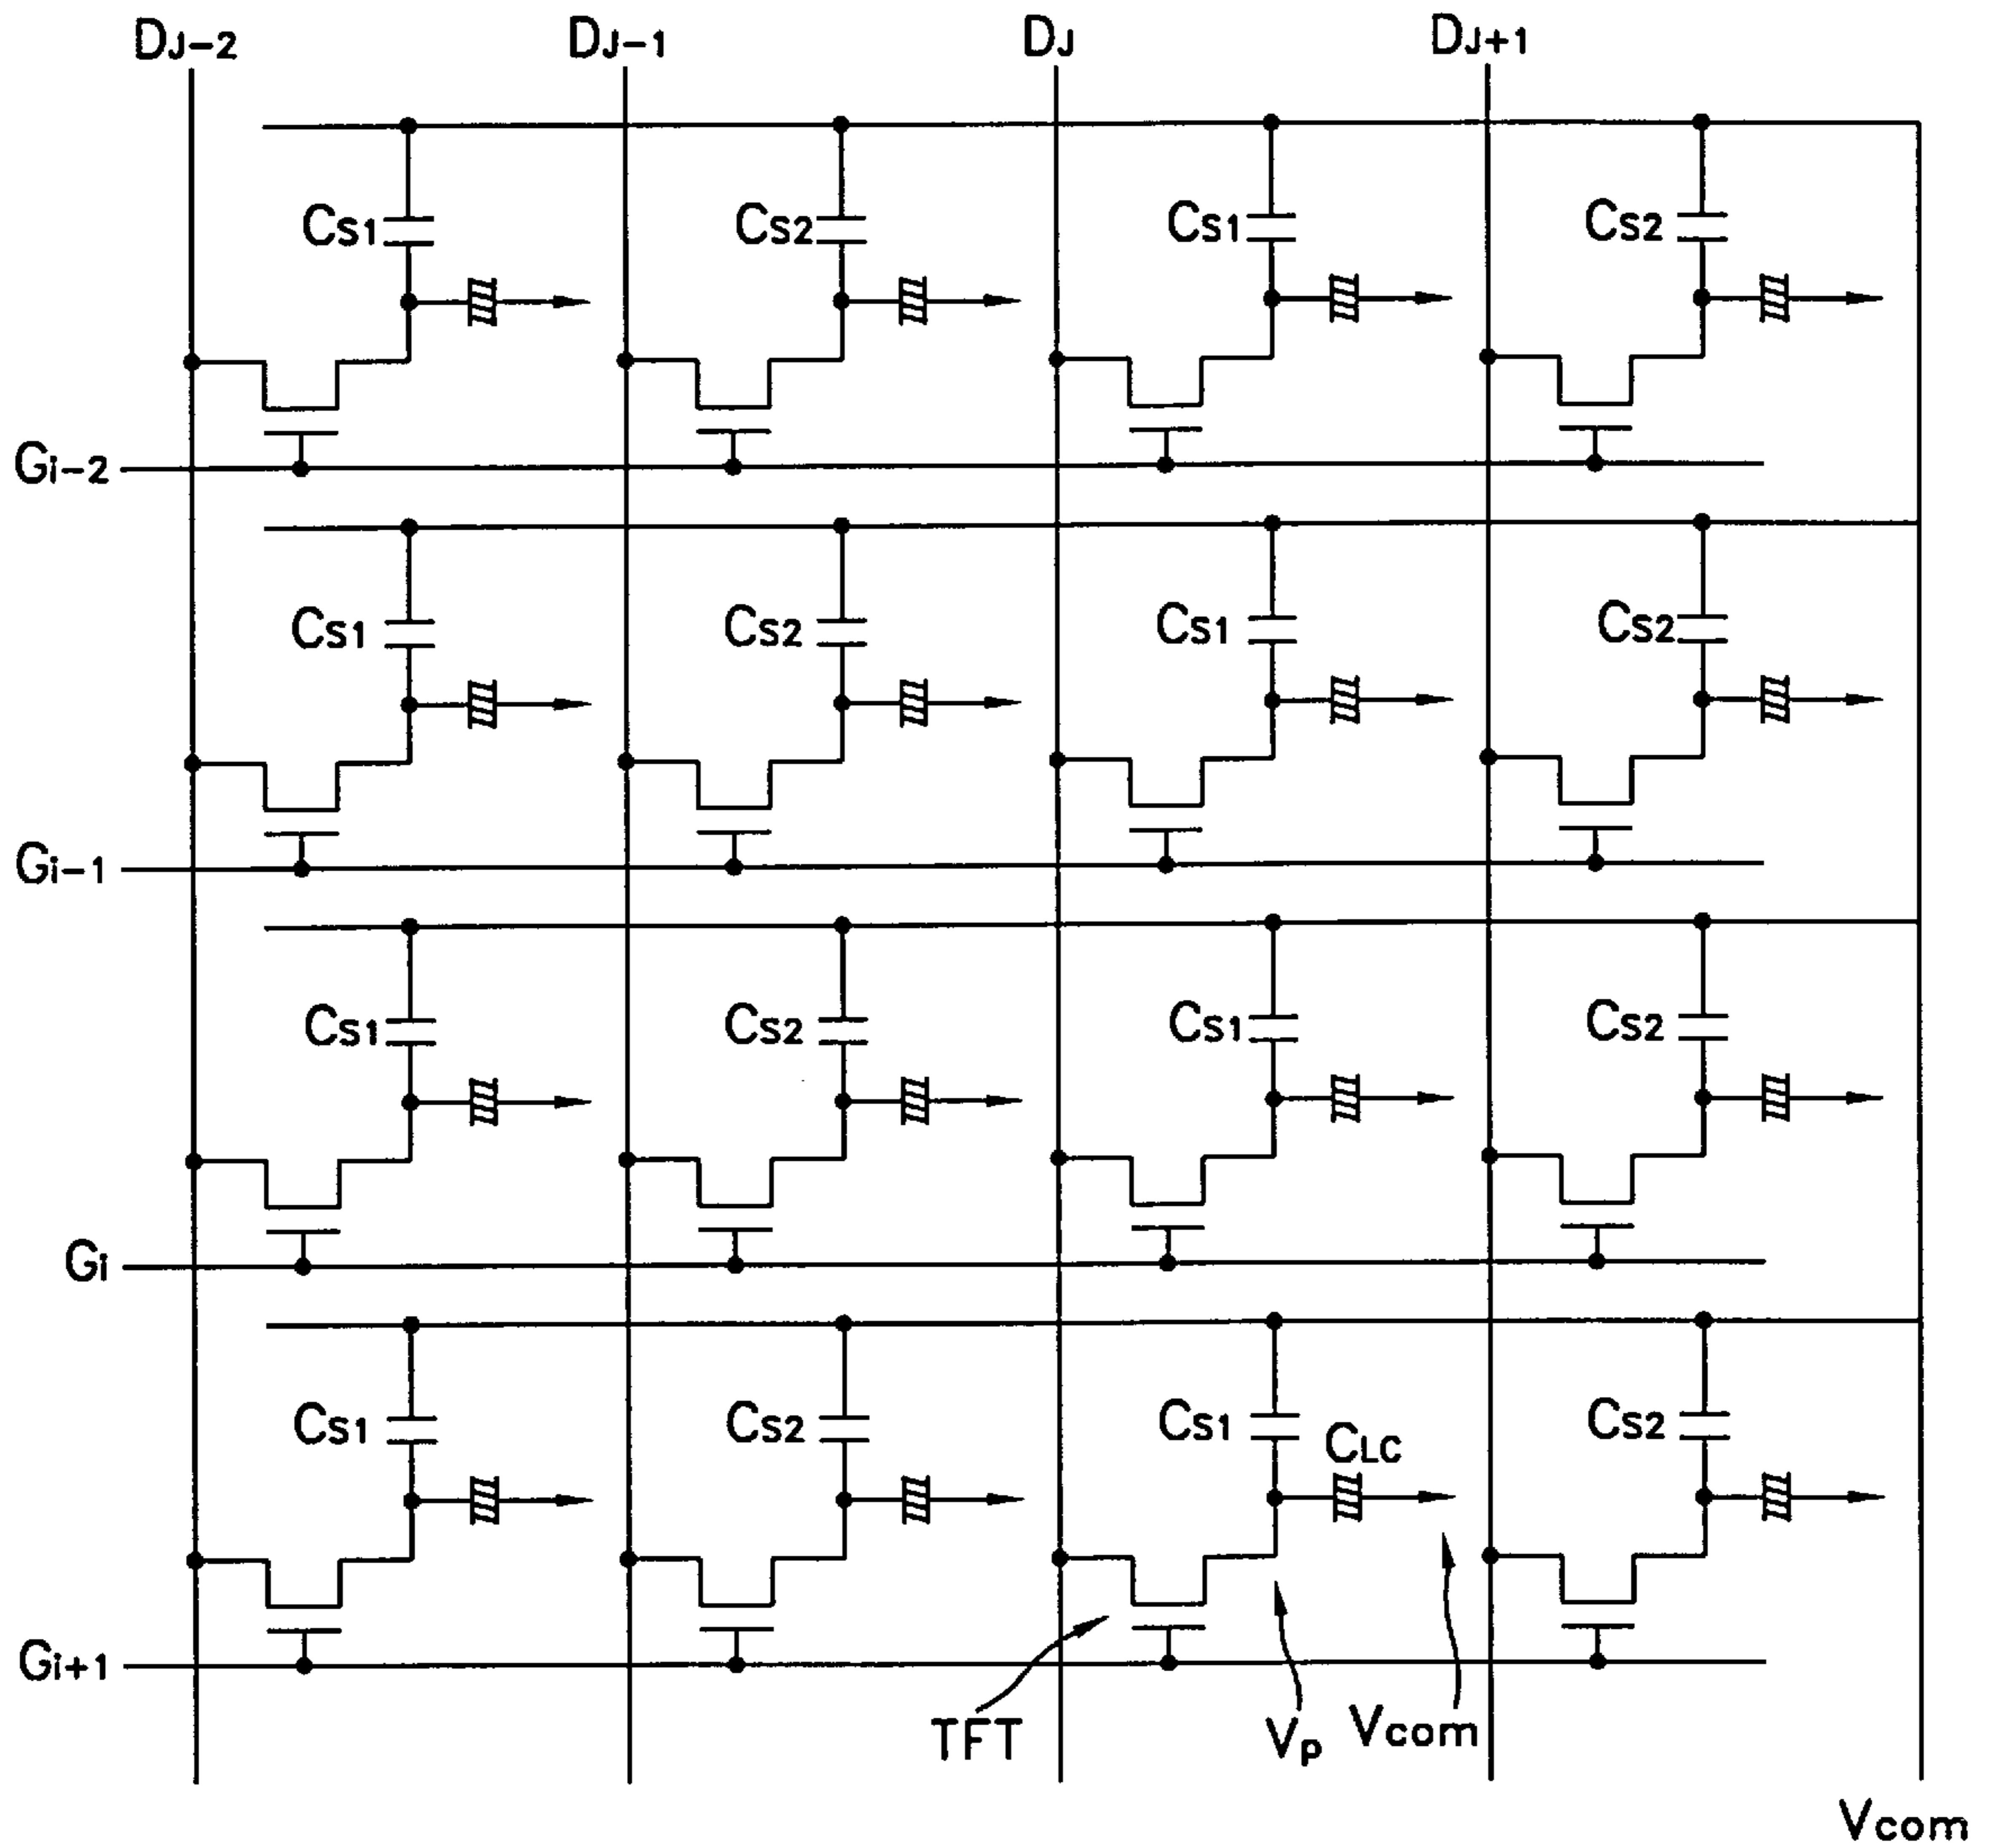 DJ-2 DJ-1 DJ DJ+1
CS1 CS2 CS1 CS2
Gi-2
CS1 CS2 CS1 CS2
Gi-1
CS1 CS2 CS1 CS2
Gi
CS1 CS2 CS1 CLC CS2
Gi+1
TFT Vp Vcom
Vcom